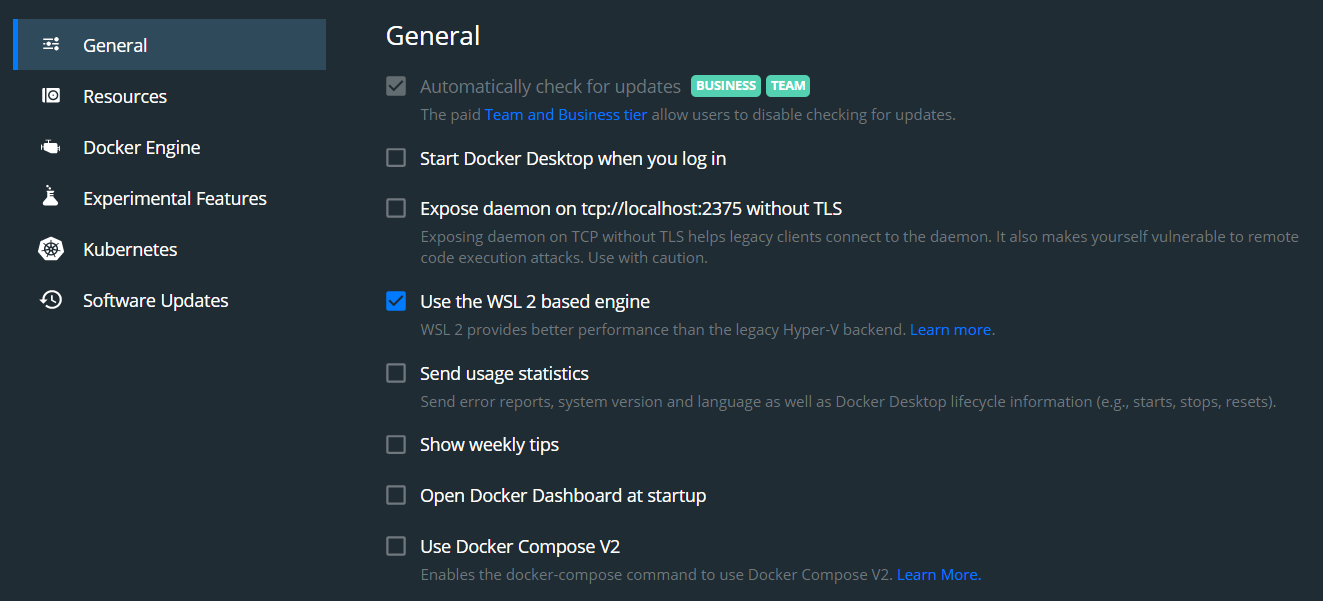 General
Resources
Docker Engine
Experimental Features
Kubernetes
Software Updates
General
Automatically check for updates BUSINESS TEAM
The paid Team and Business tier allow users to disable checking for updates.
Start Docker Desktop when you log in
Expose daemon on tcp://localhost:2375 without TLS
Exposing daemon on TCP without TLS helps legacy clients connect to the daemon. It also makes yourself vulnerable to remote
code execution attacks. Use with caution.
Use the WSL 2 based engine
WSL 2 provides better performance than the legacy Hyper-V backend. Learn more.
Send usage statistics
Send error reports, system version and language as well as Docker Desktop lifecycle information (e.g., starts, stops, resets).
Show weekly tips
Open Docker Dashboard at startup
Use Docker Compose V2
Enables the docker-compose command to use Docker Compose V2. Learn More.